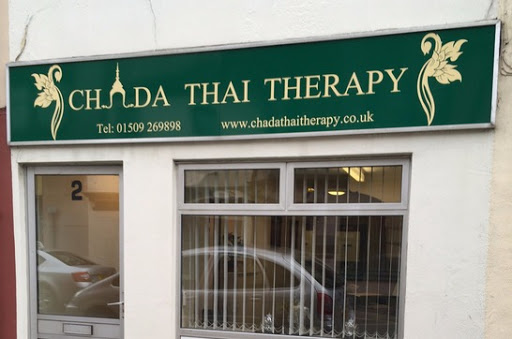 CHADA THAI THERAPY
Tel: 01509 269898 www.chadathaitherapy.co.uk
2